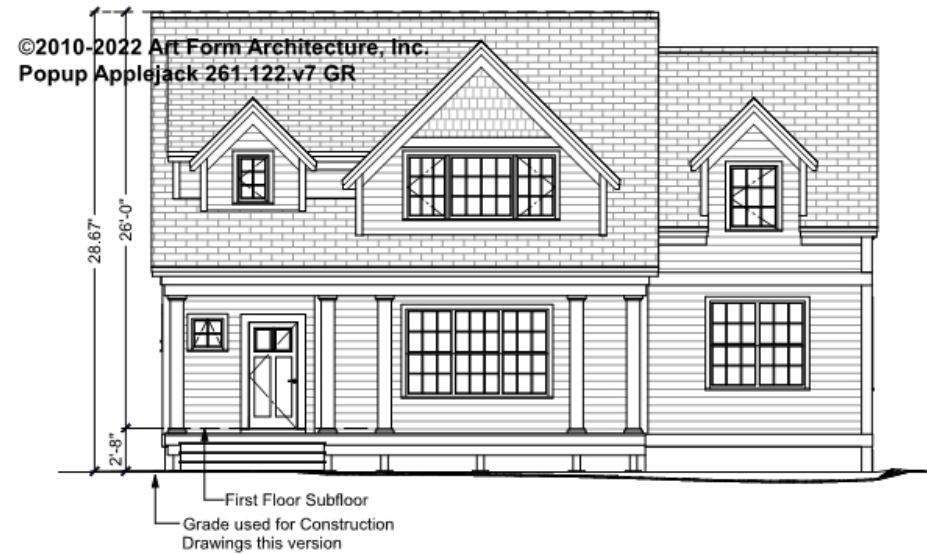 ©2010-2022 Art Form Architecture, Inc.
Popup Applejack 261.122.v7 GR
28.67"
26'-0"
2'-8"
First Floor Subfloor
Grade used for Construction
Drawings this version